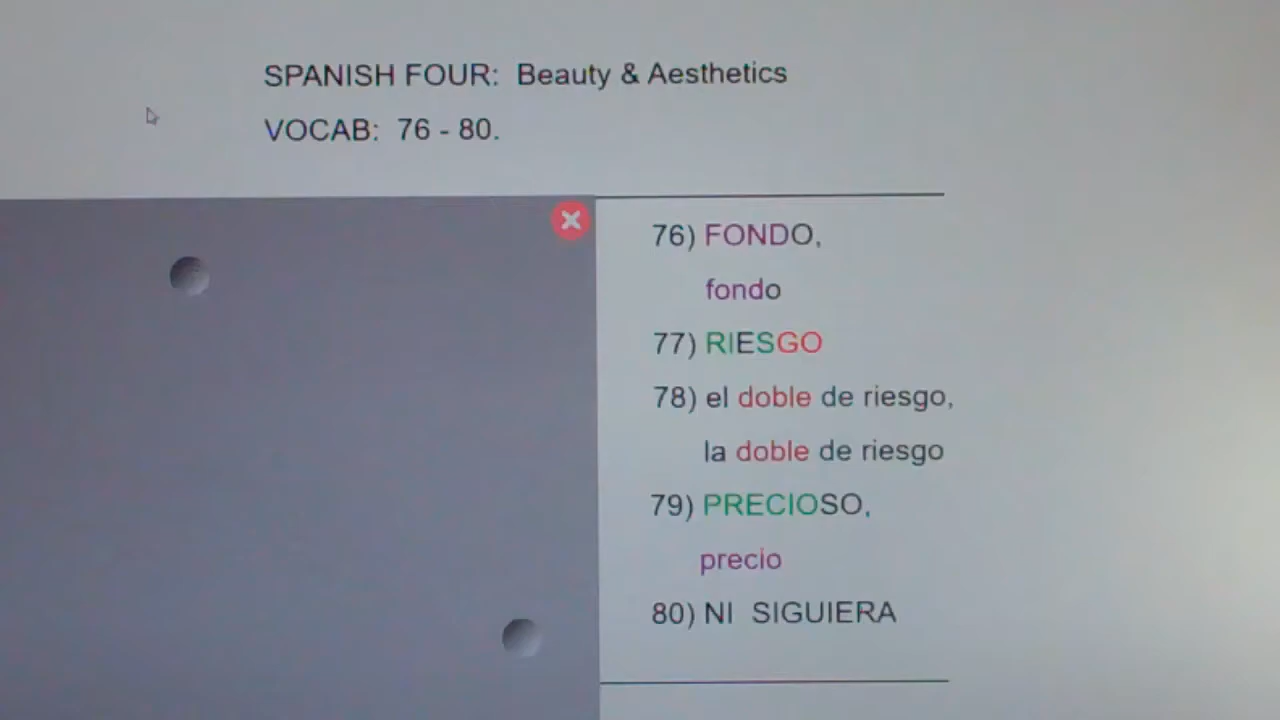 SPANISH FOUR: Beauty & Aesthetics
VOCAB: 76 - 80.
76) FONDO,
fondo
77) RIESGO
78) el doble de riesgo,
la doble de riesgo
79) PRECIOSO,
precio
80) NI SIGUIERA